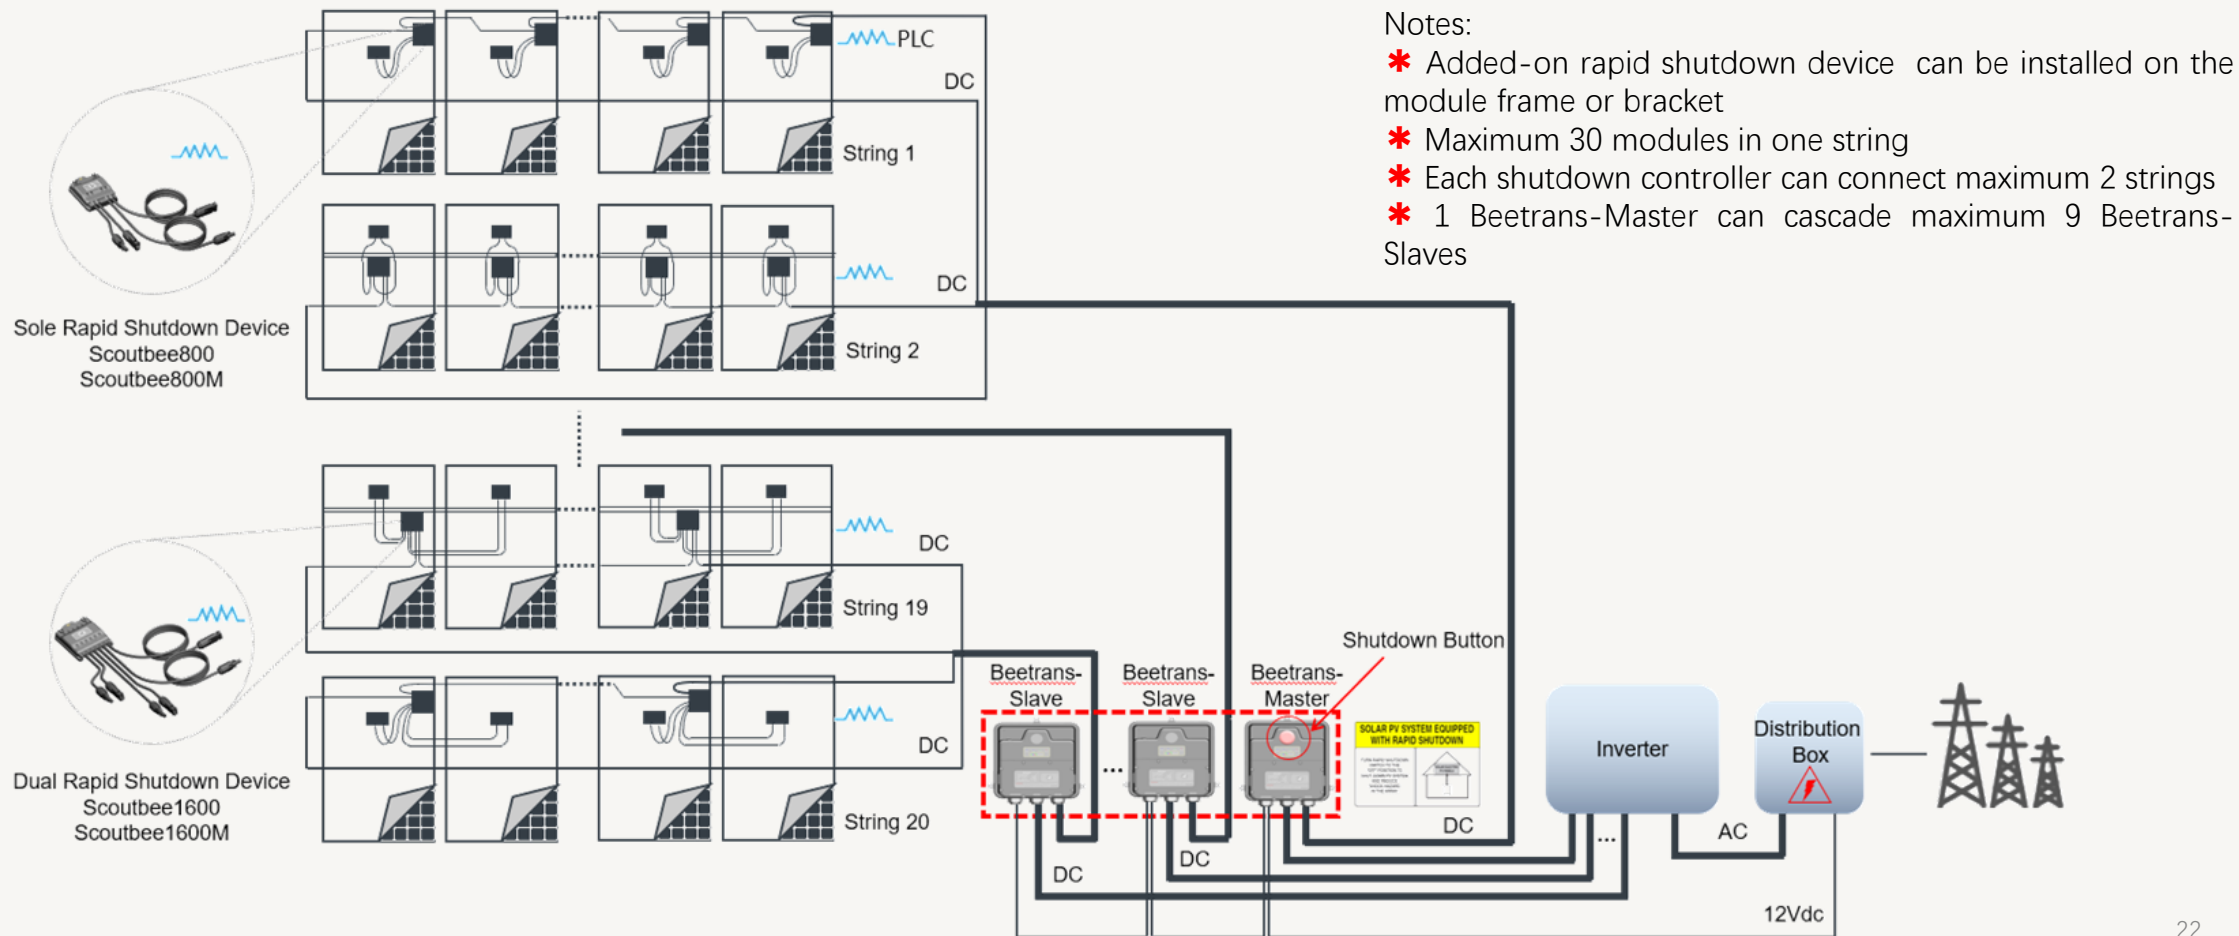 Notes:
✱ Added-on rapid shutdown device can be installed on the
module frame or bracket
✱ Maximum 30 modules in one string
✱ Each shutdown controller can connect maximum 2 strings
✱ 1 Beetrans-Master can cascade maximum 9 Beetrans-
Slaves
PLC
DC
String 1
DC
String 2
Sole Rapid Shutdown Device
Scoutbee800
Scoutbee800M
DC
String 19
DC
String 20
Dual Rapid Shutdown Device
Scoutbee1600
Scoutbee1600M
Shutdown Button
Beetrans-
Slave
Beetrans-
Slave
Beetrans-
Master
SOLAR PV SYSTEM EQUIPPED
WITH RAPID SHUTDOWN
...
DC
DC
DC
Inverter
...
AC
Distribution
Box
12Vdc
22